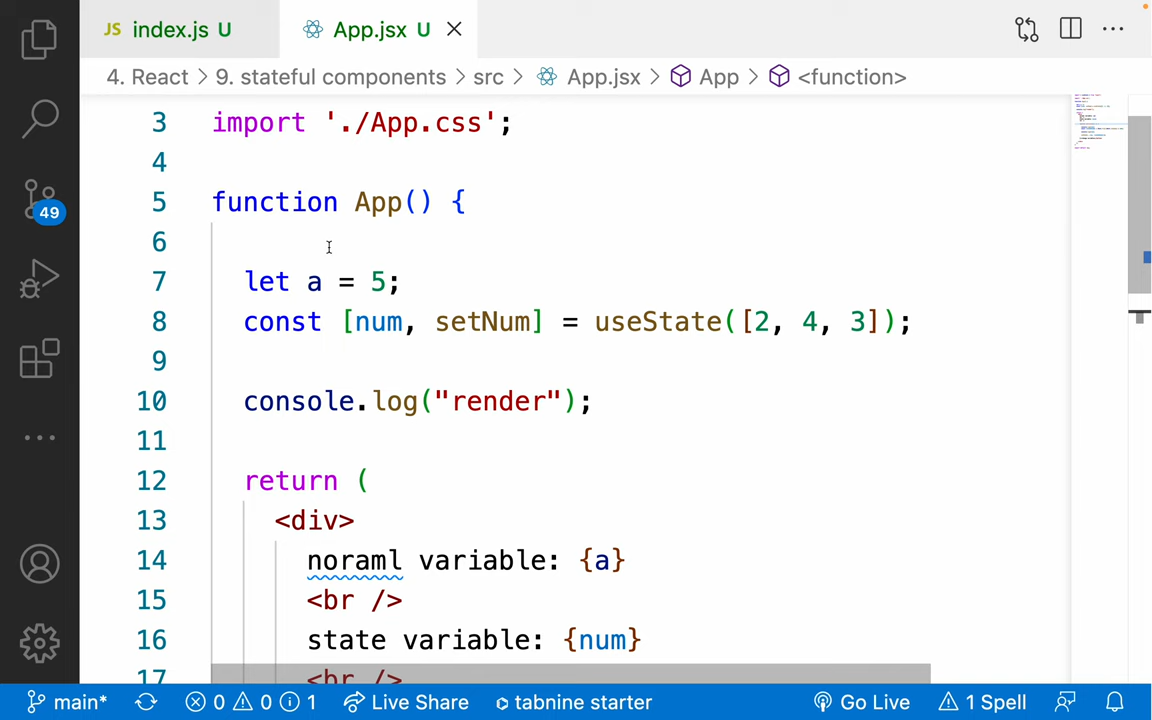 JS index.js U
App.jsx U
4. React > 9. stateful components > src > App.jsx > App > <function>
3 import './App.css';
4
5 function App() {
6
7 let a = 5;
8 const [num, setNum] = useState([2, 4, 3]);
9
10 console.log("render");
11
12 return (
13 <div>
14 noraml variable: {a}
15 <br />
16 state variable: {num}
17 <br />
49
main* 0 0 1 Live Share tabnine starter Go Live 1 Spell